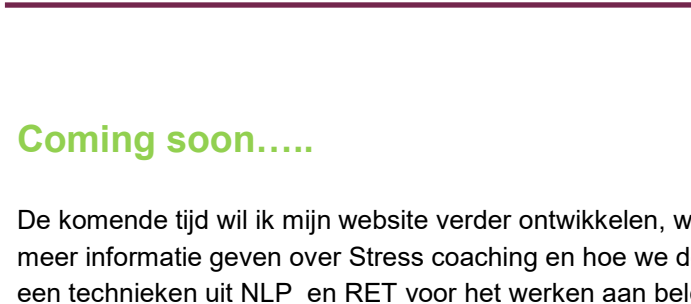 Coming soon…..
De komende tijd wil ik mijn website verder ontwikkelen,
meer informatie geven over Stress coaching en hoe we
een technieken uit NLP en RET voor het werken aan